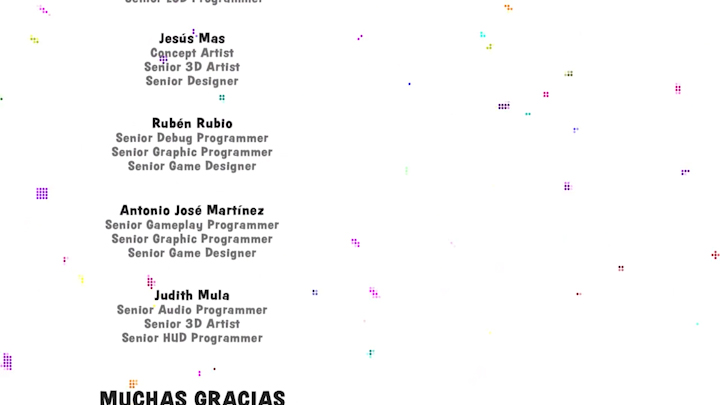 Jesús Mas
Concept Artist
Senior 3D Artist
Senior Designer
Rubén Rubio
Senior Debug Programmer
Senior Graphic Programmer
Senior Game Designer
Antonio José Martínez
Senior Gameplay Programmer
Senior Graphic Programmer
Senior Game Designer
Judith Mula
Senior Audio Programmer
Senior 3D Artist
Senior HUD Programmer
MUCHAS GRACIAS